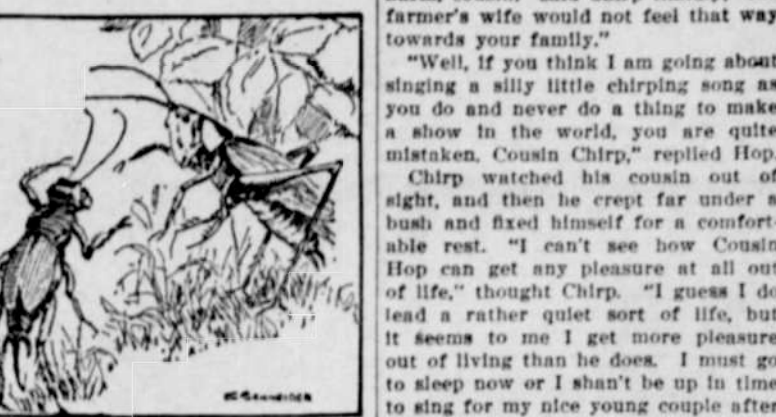 farmer's wife would not feel that way
towards your family."
"Well, if you think I am going about
singing a silly little chirping song as
you do and never do a thing to make
a show in the world, you are quite
mistaken, Cousin Chirp," replied Hop.
Chirp watched his cousin out of
sight, and then he crept far under a
bush and fixed himself for a comfort-
able rest. "I can't see how Cousin
Hop can get any pleasure at all out
of life," thought Chirp. "I guess I do
lead a rather quiet sort of life, but
it seems to me I get more pleasure
out of living than he does. I must go
to sleep now or I shan't be up in time
to sing for my nice young couple after